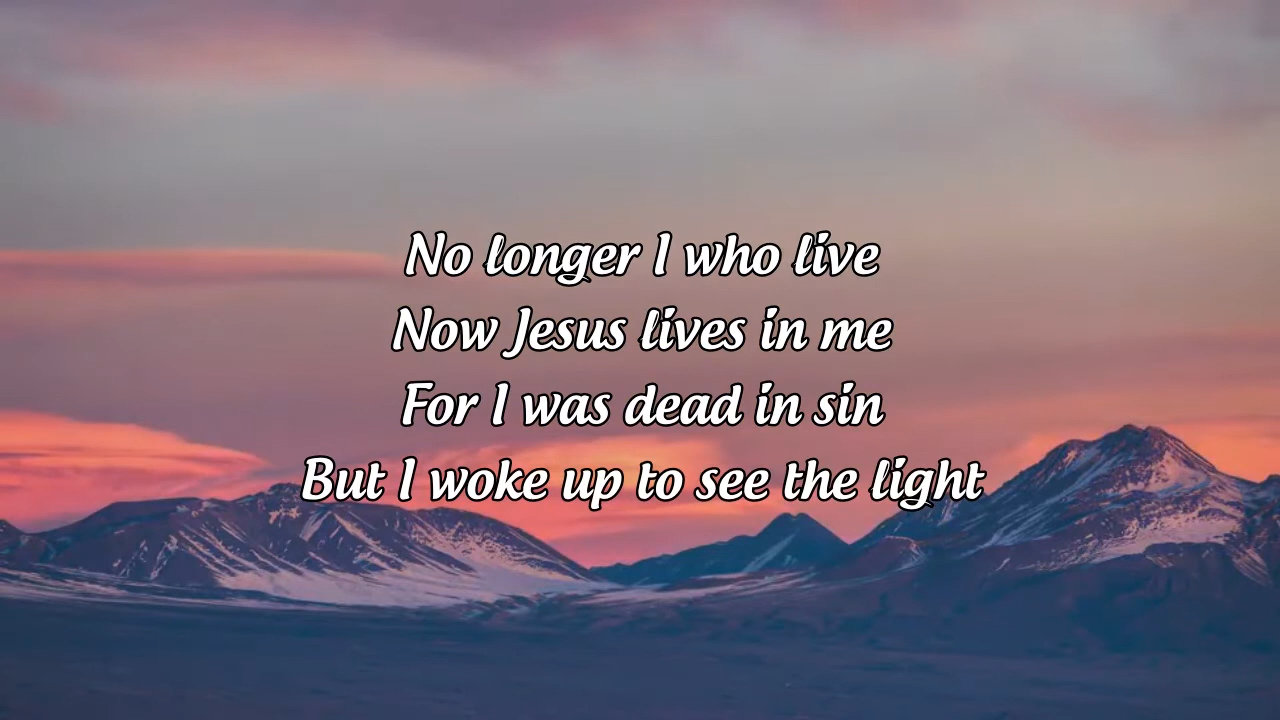 No longer I who live
Now Jesus lives in me
For I was dead in sin
But I woke up to see the light